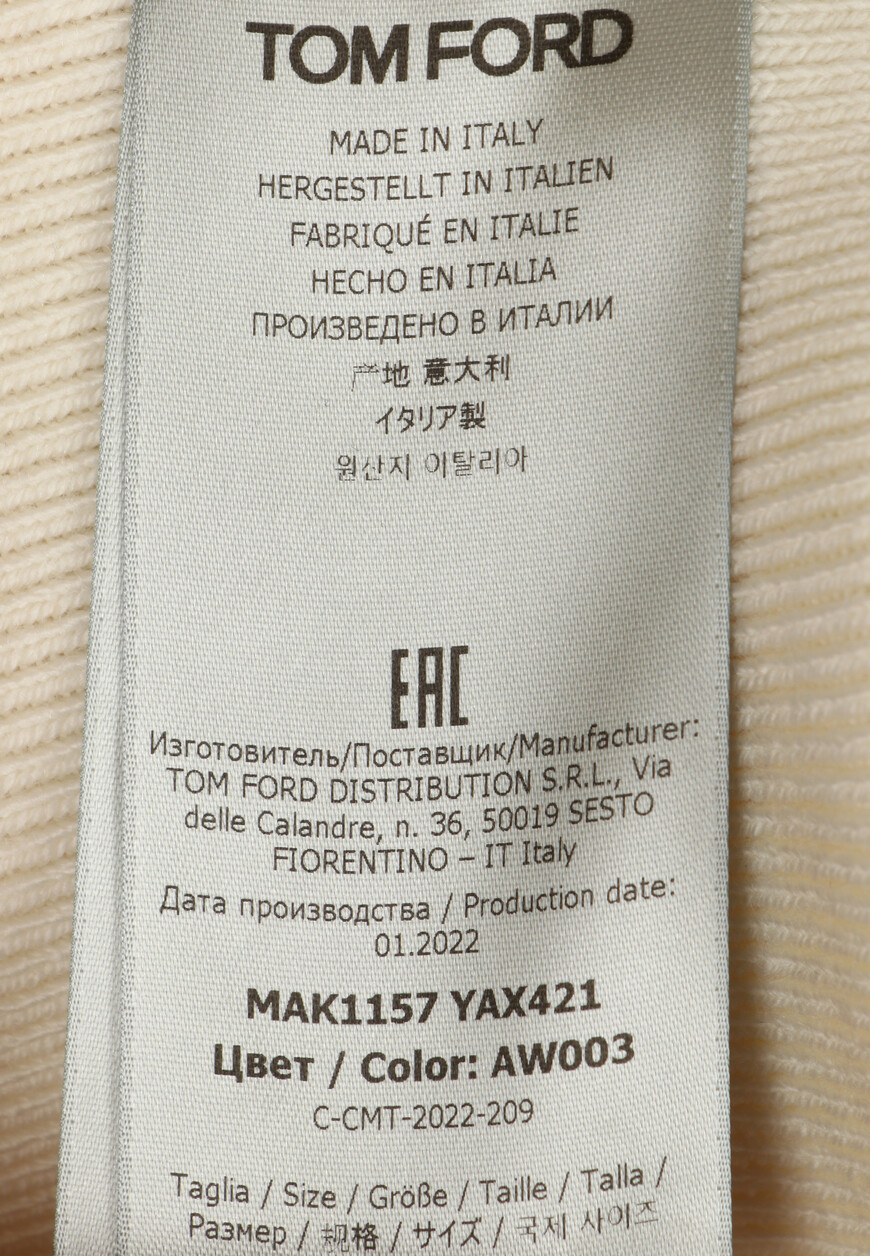 TOM FORD
MADE IN ITALY
HERGESTELLT IN ITALIEN
FABRIQUÉ EN ITALIE
HECHO EN ITALIA
ПРОИЗВЕДЕНО В ИТАЛИИ
产地 意大利
イタリア製
원산지 이탈리아
EAC
Изготовитель/Поставщик/Manufacturer:
TOM FORD DISTRIBUTION S.R.L., Via
delle Calandre, n. 36, 50019 SESTO
FIORENTINO – IT Italy
Дата производства / Production date:
01.2022
MAK1157 YAX421
Цвет / Color: AW003
C-CMT-2022-209
Taglia / Size / Größe / Taille / Talla /
Размер / 规格 / サイズ / 국제 사이즈